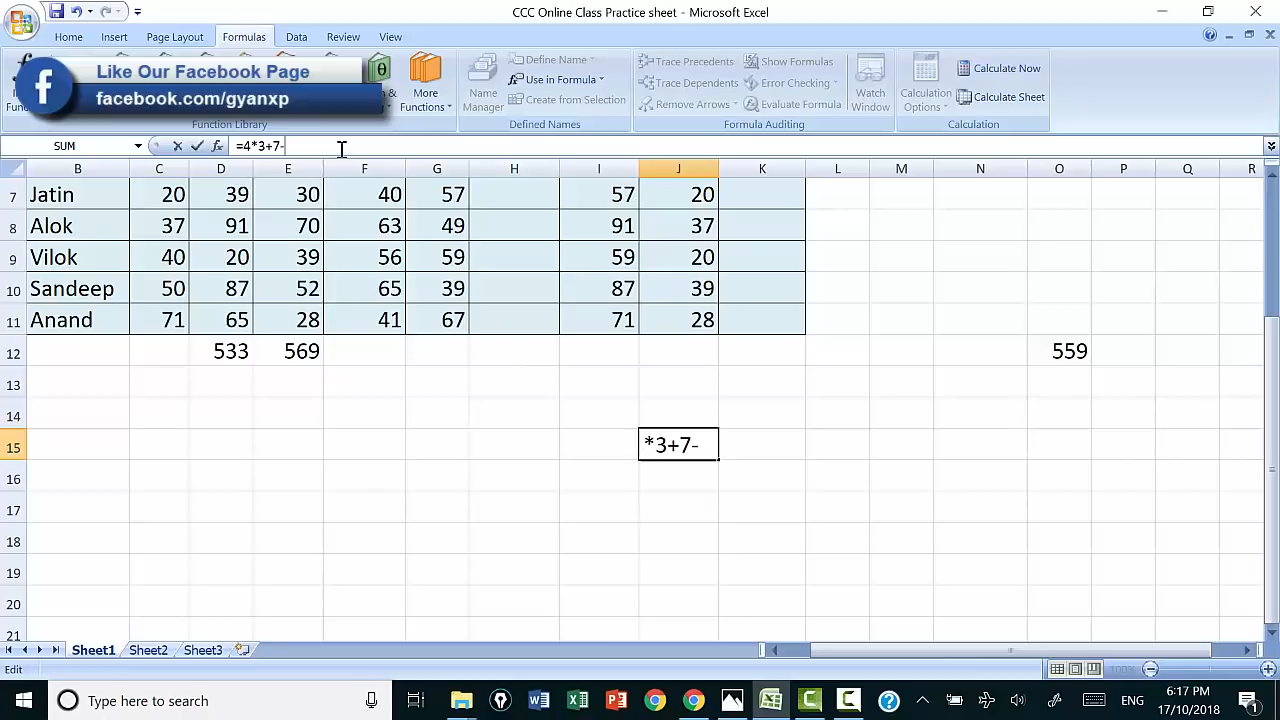 CCC Online Class Practice sheet - Microsoft Excel
Home Insert Page Layout Formulas Data Review View
Like Our Facebook Page
facebook.com/gyanxp
More Functions
Function Library
Name Manager
Define Name
Use in Formula
Create from Selection
Defined Names
Trace Precedents
Trace Dependents
Remove Arrows
Show Formulas
Error Checking
Evaluate Formula
Watch Window
Formula Auditing
Calculation Options
Calculate Now
Calculate Sheet
Calculation
SUM =4*3+7-
B C D E F G H I J K L M N O P Q R
7 Jatin 20 39 30 40 57 57 20
8 Alok 37 91 70 63 49 91 37
9 Vilok 40 20 39 56 59 59 20
10 Sandeep 50 87 52 65 39 87 39
11 Anand 71 65 28 41 67 71 28
12 533 569 559
13
14
15 *3+7-
16
17
18
19
20
21
Sheet1 Sheet2 Sheet3
Edit
Type here to search
ENG
6:17 PM
17/10/2018
1